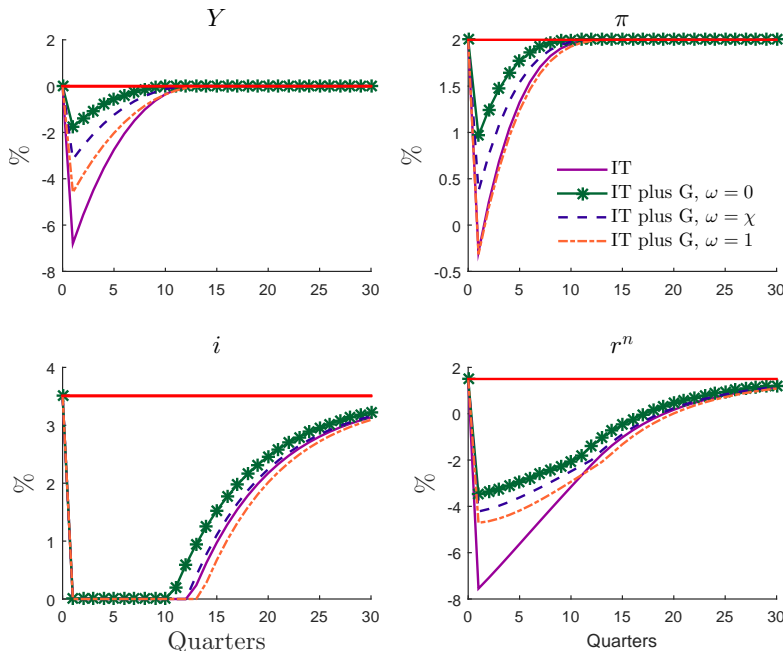 Y
2
0
-2
-4
-6
-8
%
0 5 10 15 20 25 30
π
2
1.5
1
0.5
0
-0.5
%
IT
IT plus G, ω = 0
IT plus G, ω = χ
IT plus G, ω = 1
0 5 10 15 20 25 30
i
4
3
2
1
0
%
0 5 10 15 20 25 30
Quarters
rⁿ
2
0
-2
-4
-6
-8
%
0 5 10 15 20 25 30
Quarters